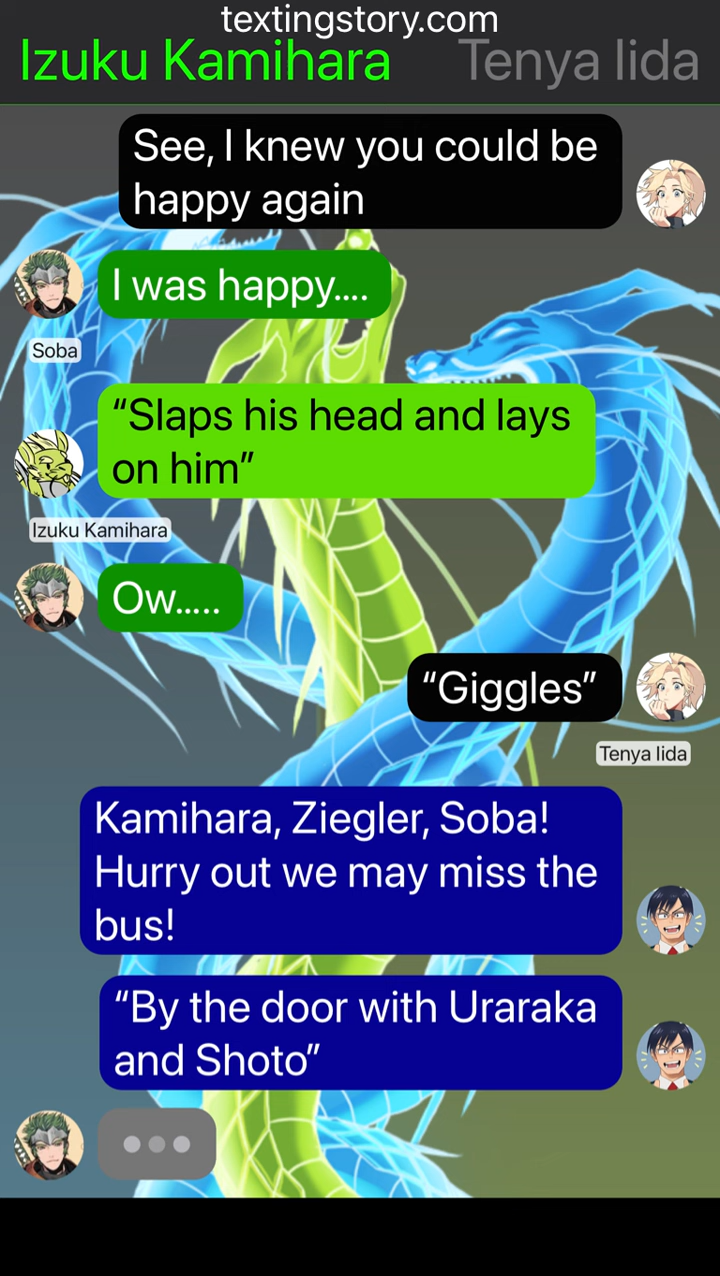 textingstory.com
Izuku Kamihara Tenya Iida
See, I knew you could be
happy again
I was happy....
Soba
“Slaps his head and lays
on him”
Izuku Kamihara
Ow.....
“Giggles”
Tenya Iida
Kamihara, Ziegler, Soba!
Hurry out we may miss the
bus!
“By the door with Uraraka
and Shoto”